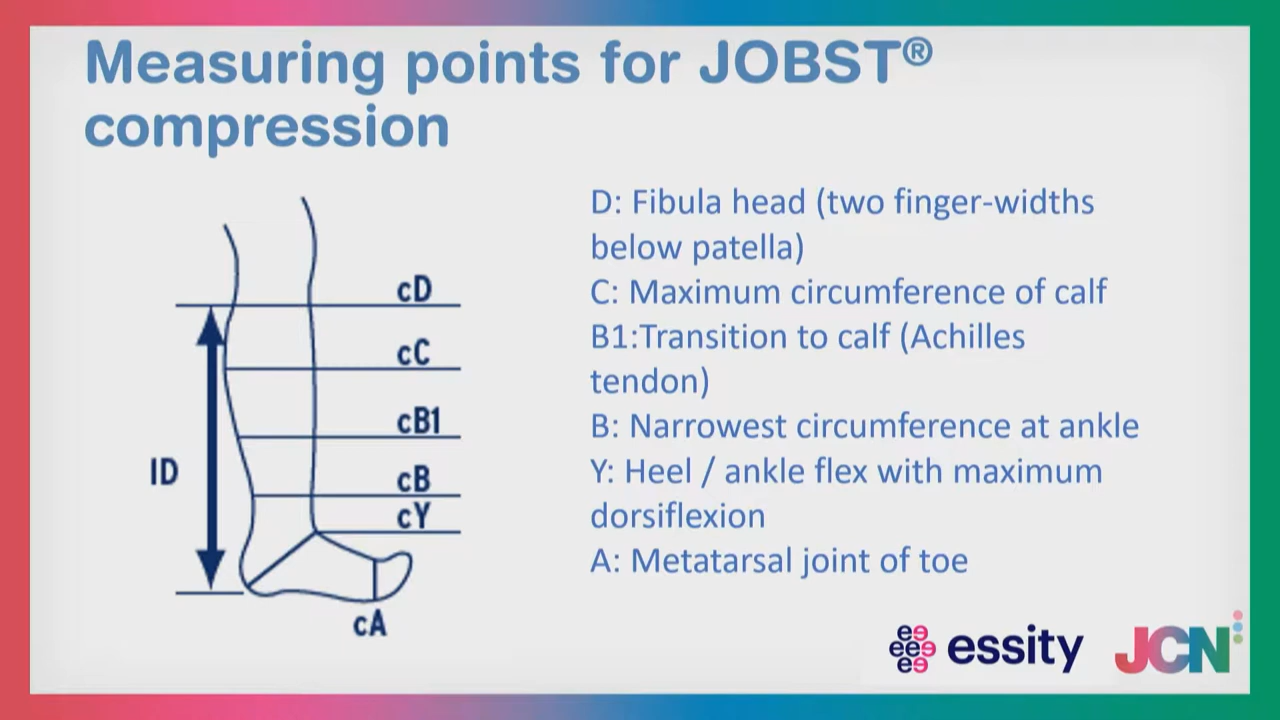 Measuring points for JOBST®
compression
D: Fibula head (two finger-widths
below patella)
C: Maximum circumference of calf
B1:Transition to calf (Achilles
tendon)
B: Narrowest circumference at ankle
Y: Heel / ankle flex with maximum
dorsiflexion
A: Metatarsal joint of toe
cD
cC
cB1
lD
cB
cY
cA
essity
JCN